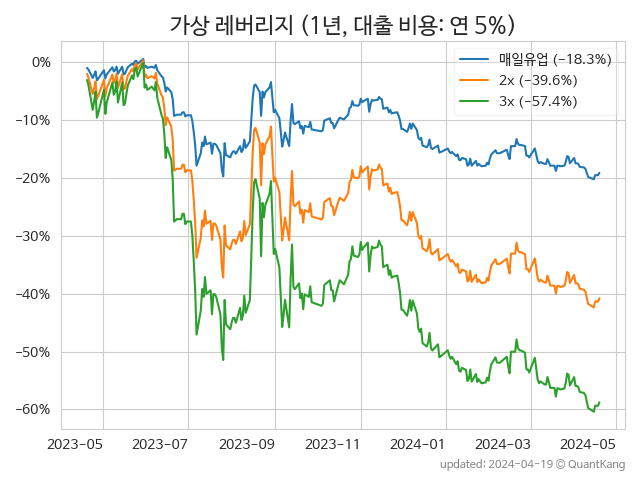 가상 레버리지 (1년, 대출 비용: 연 5%)
매일유업 (−18.3%)
2x (−39.6%)
3x (−57.4%)
0%
−10%
−20%
−30%
−40%
−50%
−60%
2023-05 2023-07 2023-09 2023-11 2024-01 2024-03 2024-05
updated: 2024-04-19 © QuantKang